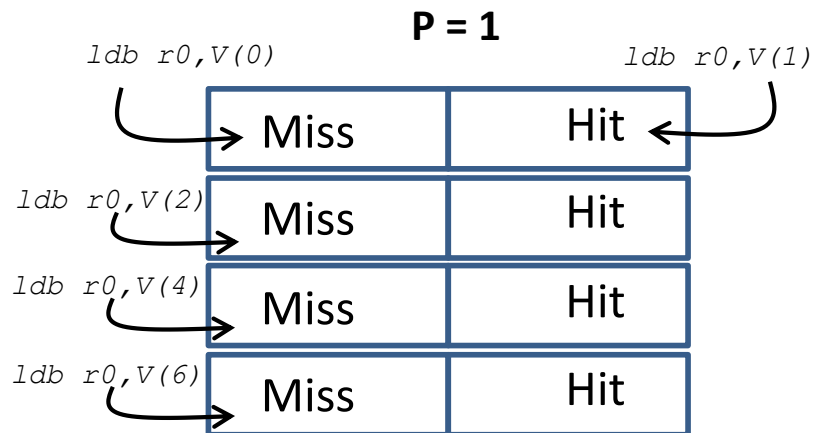 P = 1
ldb r0,V(0)
ldb r0,V(1)
Miss Hit
ldb r0,V(2)
Miss Hit
ldb r0,V(4)
Miss Hit
ldb r0,V(6)
Miss Hit